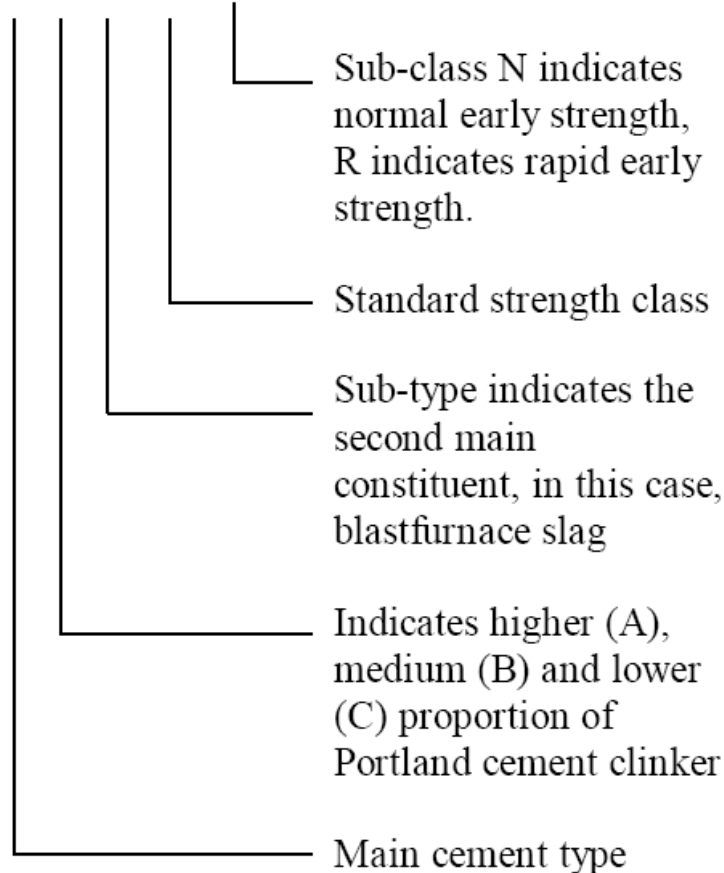 Sub-class N indicates
normal early strength,
R indicates rapid early
strength.
Standard strength class
Sub-type indicates the
second main
constituent, in this case,
blastfurnace slag
Indicates higher (A),
medium (B) and lower
(C) proportion of
Portland cement clinker
Main cement type